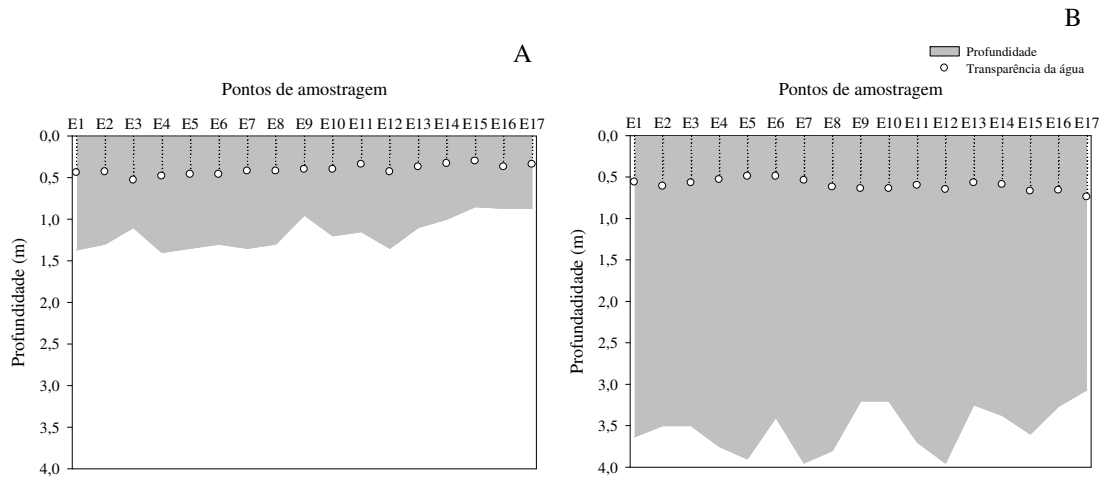 A
Pontos de amostragem
E1 E2 E3 E4 E5 E6 E7 E8 E9 E10 E11 E12 E13 E14 E15 E16 E17
0,0
0,5
1,0
1,5
2,0
2,5
3,0
3,5
4,0
Profundidade (m)
B
Profundidade
Transparência da água
Pontos de amostragem
E1 E2 E3 E4 E5 E6 E7 E8 E9 E10 E11 E12 E13 E14 E15 E16 E17
0,0
0,5
1,0
1,5
2,0
2,5
3,0
3,5
4,0
Profundadidade (m)